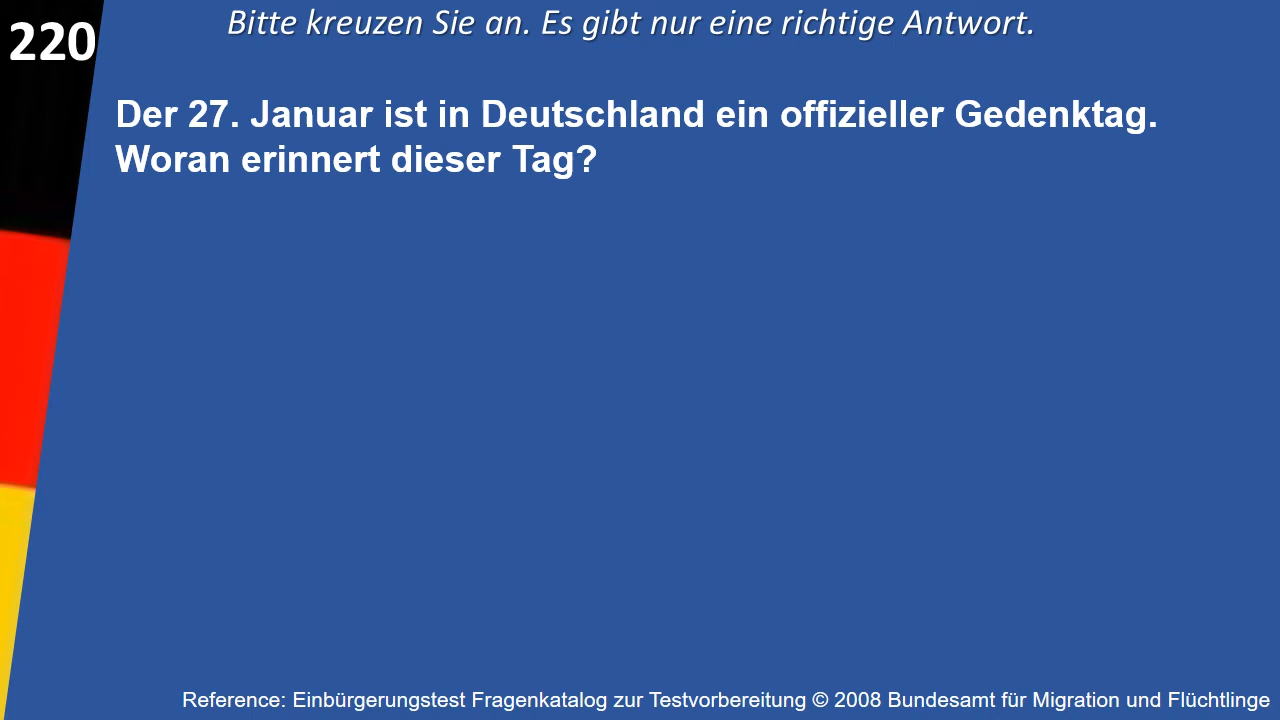 220
Bitte kreuzen Sie an. Es gibt nur eine richtige Antwort.
Der 27. Januar ist in Deutschland ein offizieller Gedenktag.
Woran erinnert dieser Tag?
Reference: Einbürgerungstest Fragenkatalog zur Testvorbereitung © 2008 Bundesamt für Migration und Flüchtlinge